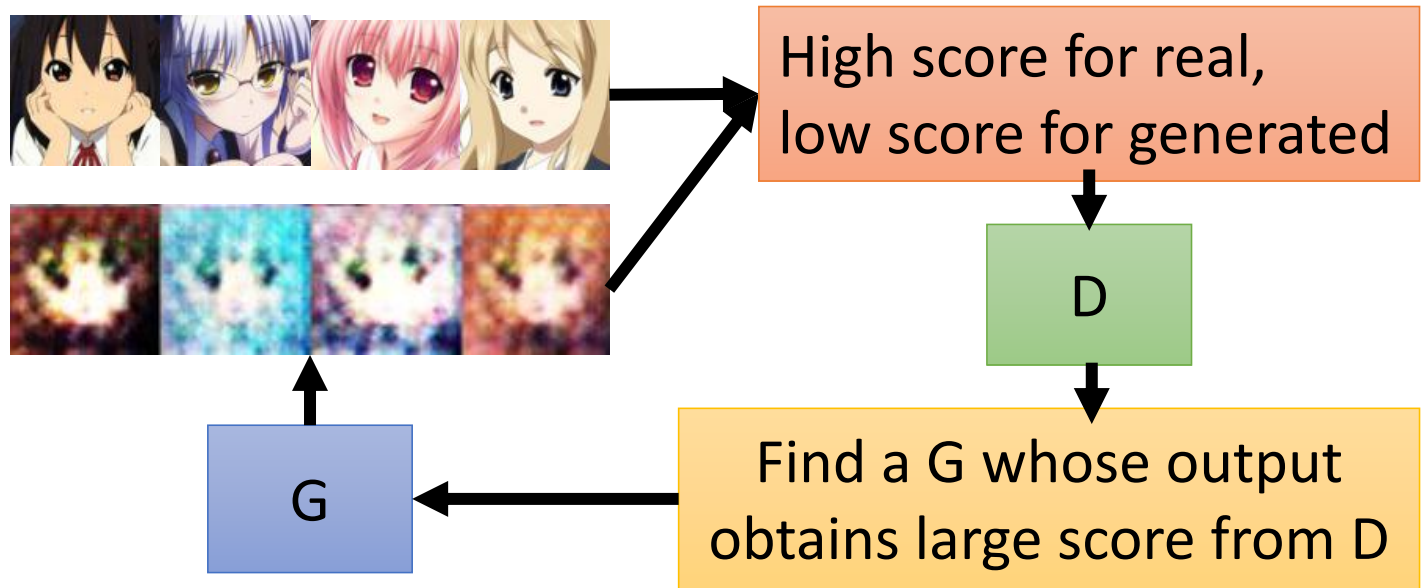 High score for real,
low score for generated
D
Find a G whose output
obtains large score from D
G